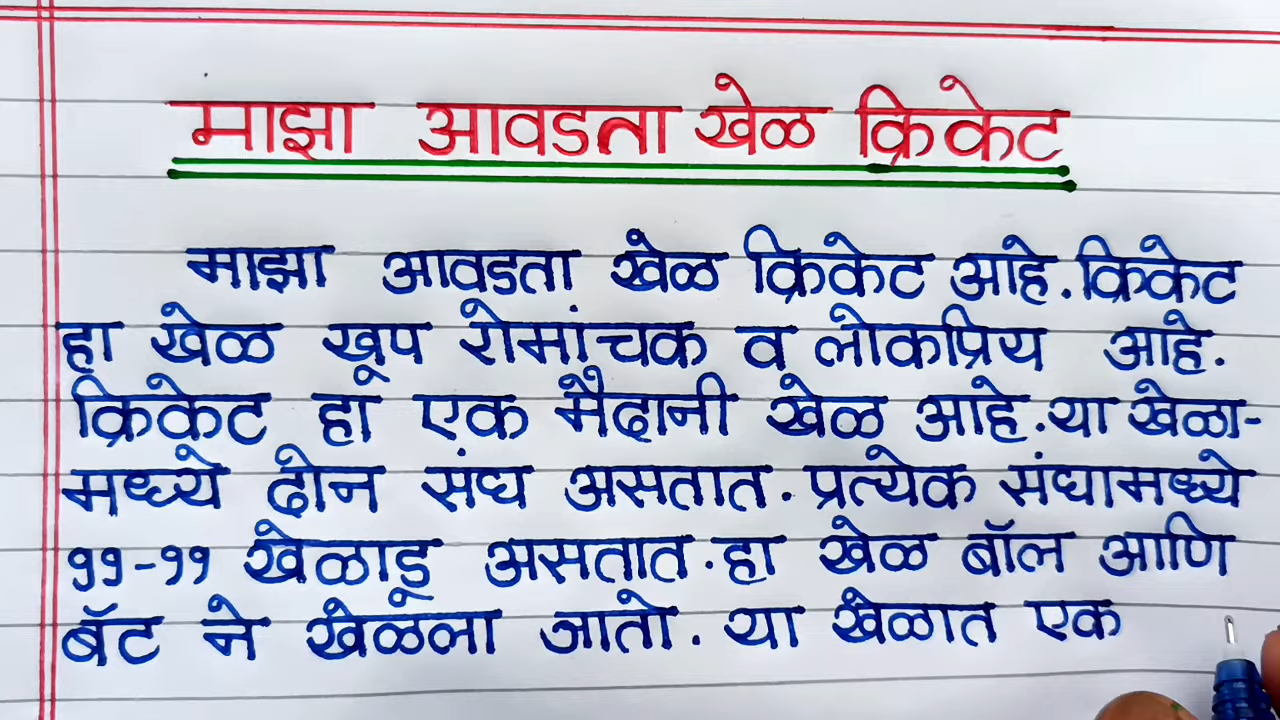 माझा आवडता खेळ क्रिकेट
माझा आवडता खेळ क्रिकेट आहे. क्रिकेट
हा खेळ खूप रोमांचक व लोकप्रिय आहे.
क्रिकेट हा एक मैदानी खेळ आहे. या खेळा-
मध्ये दोन संघ असतात. प्रत्येक संघामध्ये
११-११ खेळाडू असतात. हा खेळ बॉल आणि
बॅट ने खेळला जातो. या खेळात एक